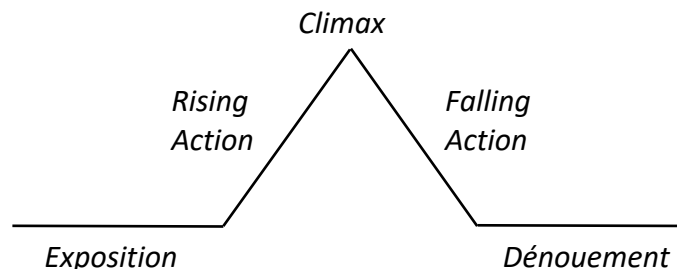 Climax
Rising
Action
Falling
Action
Exposition
Dénouement